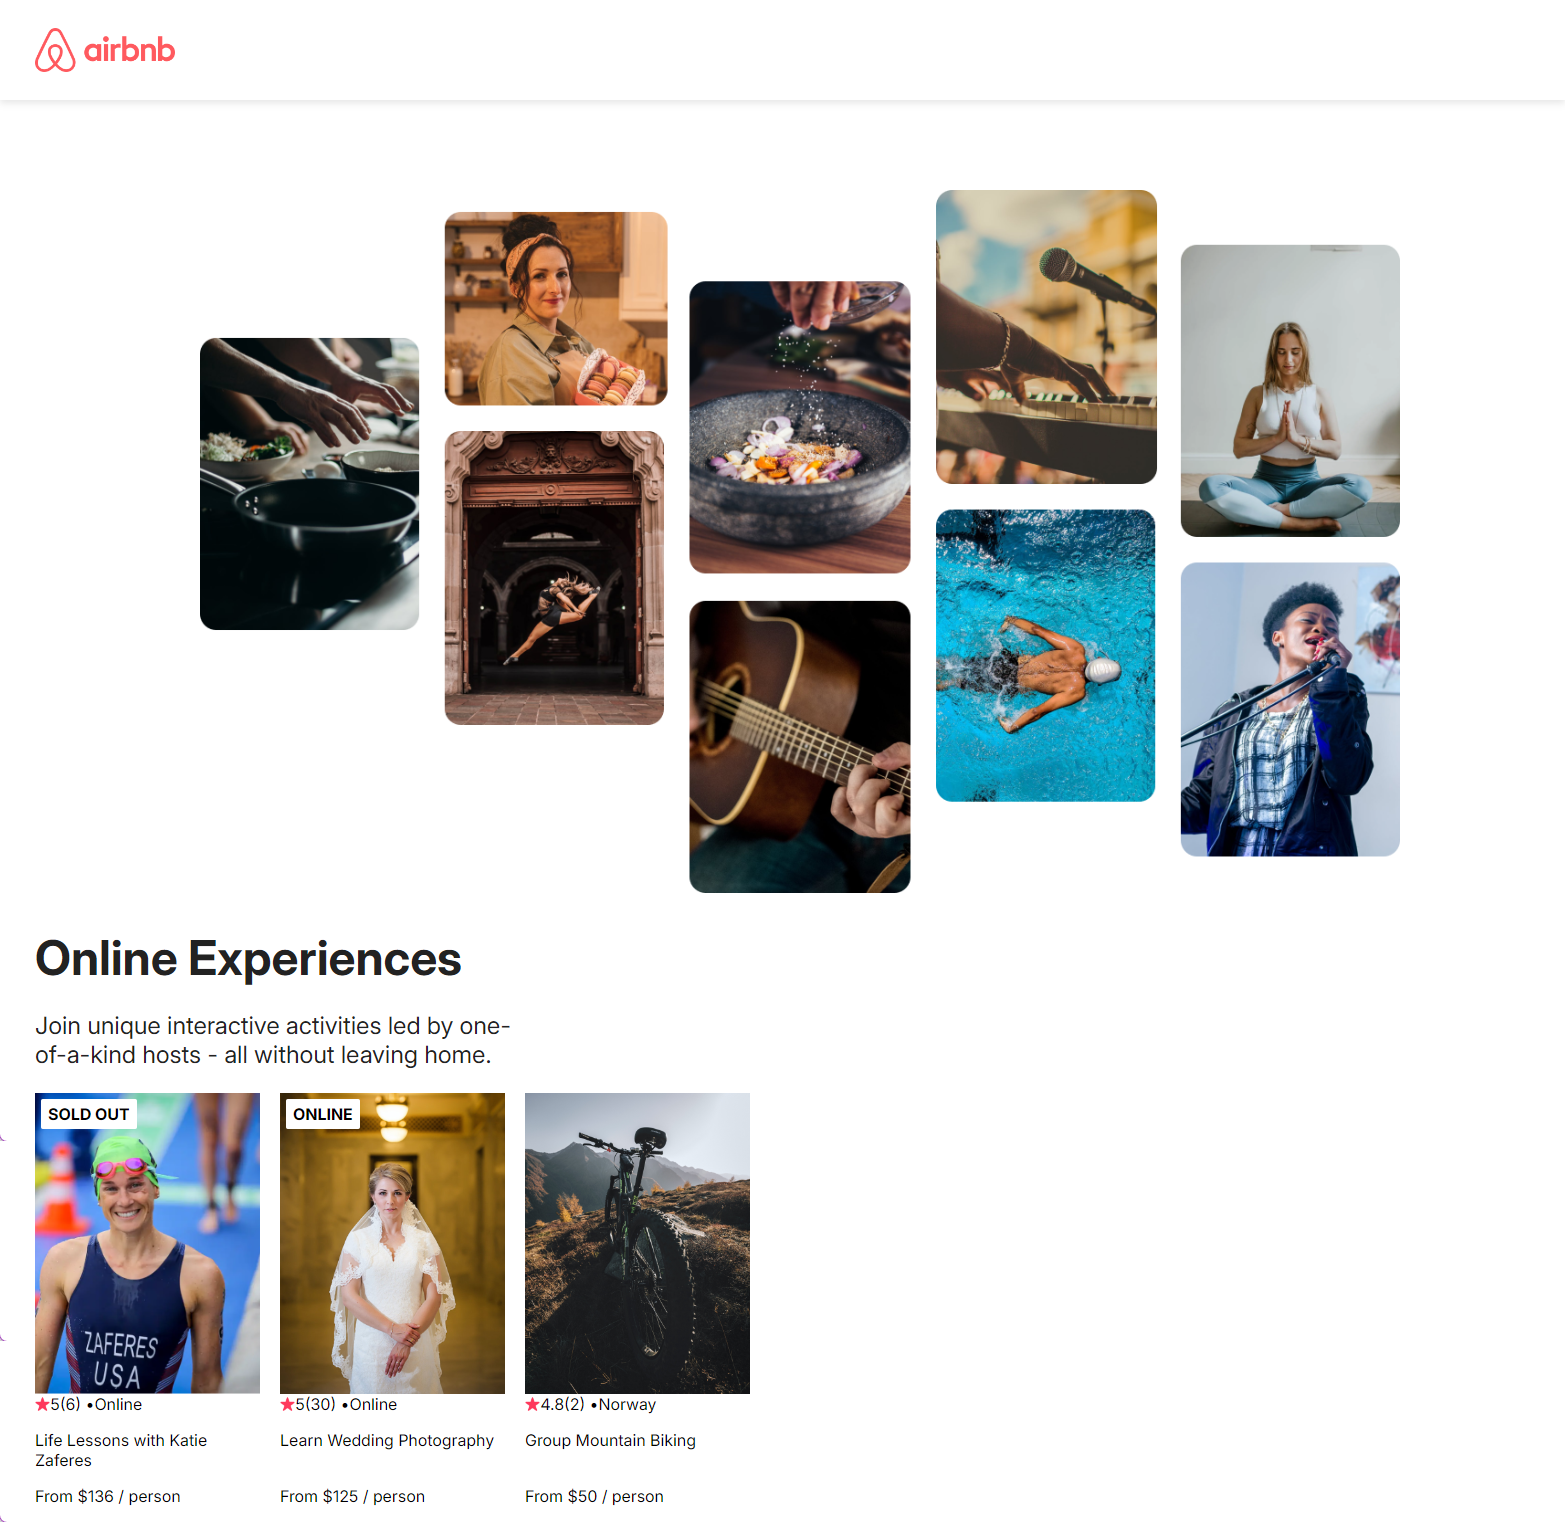 airbnb
Online Experiences
Join unique interactive activities led by one-
of-a-kind hosts - all without leaving home.
SOLD OUT
ZAFERES
USA
★5(6) •Online
Life Lessons with Katie
Zaferes
From $136 / person
ONLINE
★5(30) •Online
Learn Wedding Photography
From $125 / person
★4.8(2) •Norway
Group Mountain Biking
From $50 / person